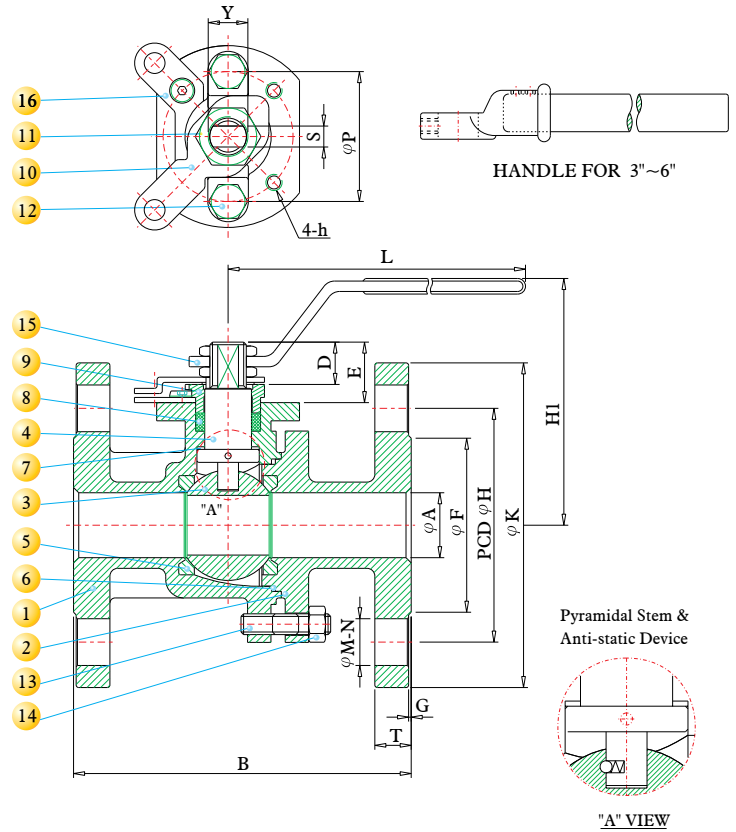 Y
16
11
10
12
S
φP
4-h
HANDLE FOR 3"~6"
L
15
9
8
4
7
3
5
6
1
2
13
14
D
E
H1
"A"
φA
φF
PCD φH
φK
φM-N
G
T
B
Pyramidal Stem &
Anti-static Device
"A" VIEW